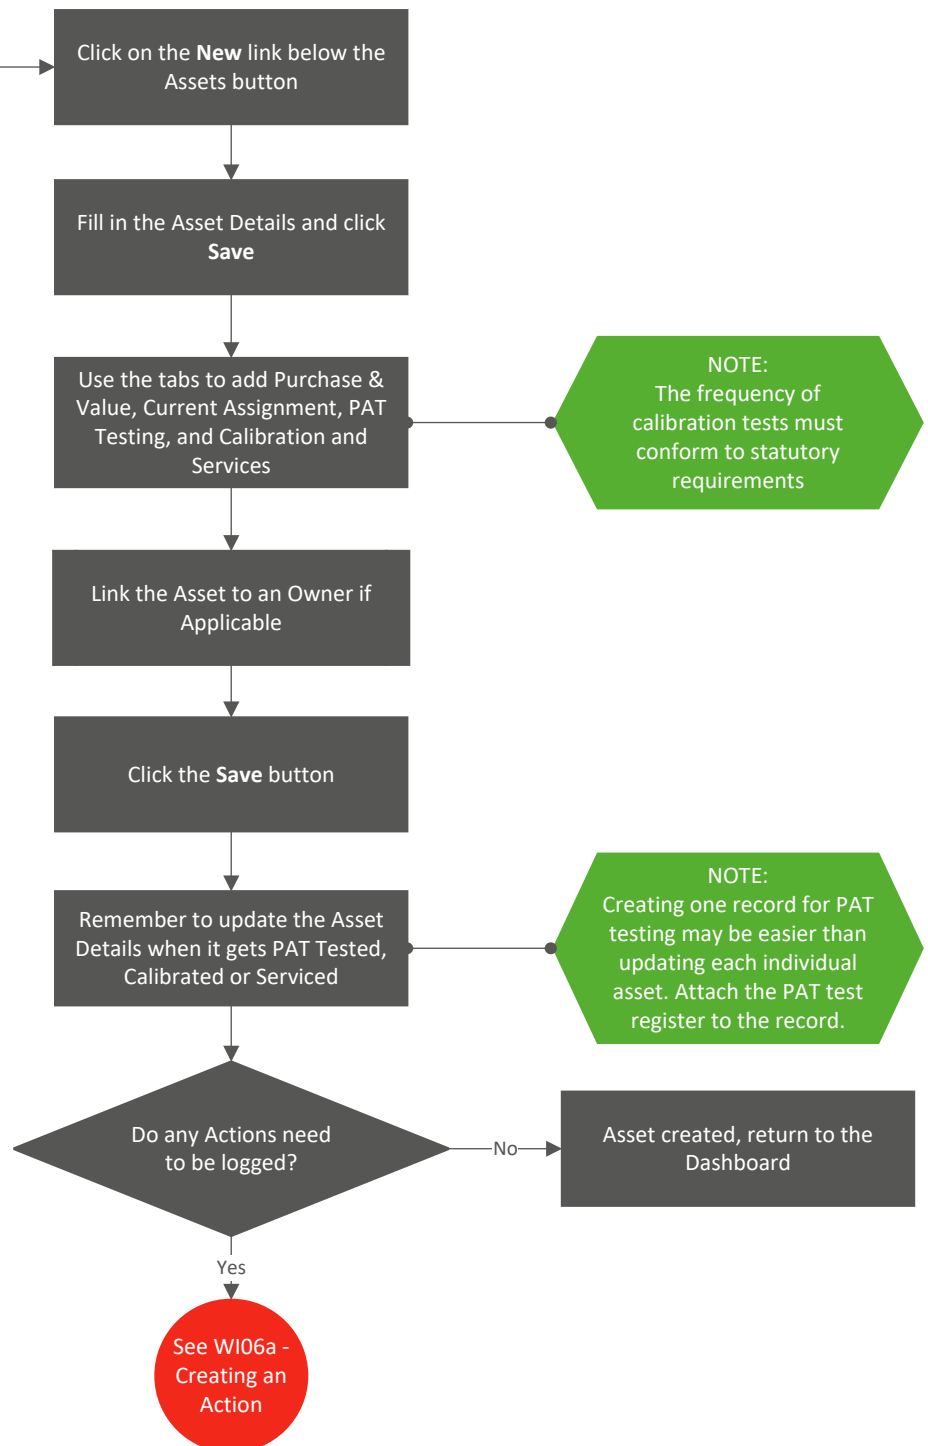 Click on the New link below the
Assets button
Fill in the Asset Details and click
Save
Use the tabs to add Purchase &
Value, Current Assignment, PAT
Testing, and Calibration and
Services
NOTE:
The frequency of
calibration tests must
conform to statutory
requirements
Link the Asset to an Owner if
Applicable
Click the Save button
Remember to update the Asset
Details when it gets PAT Tested,
Calibrated or Serviced
NOTE:
Creating one record for PAT
testing may be easier than
updating each individual
asset. Attach the PAT test
register to the record.
Do any Actions need
to be logged?
No
Asset created, return to the
Dashboard
Yes
See WI06a -
Creating an
Action